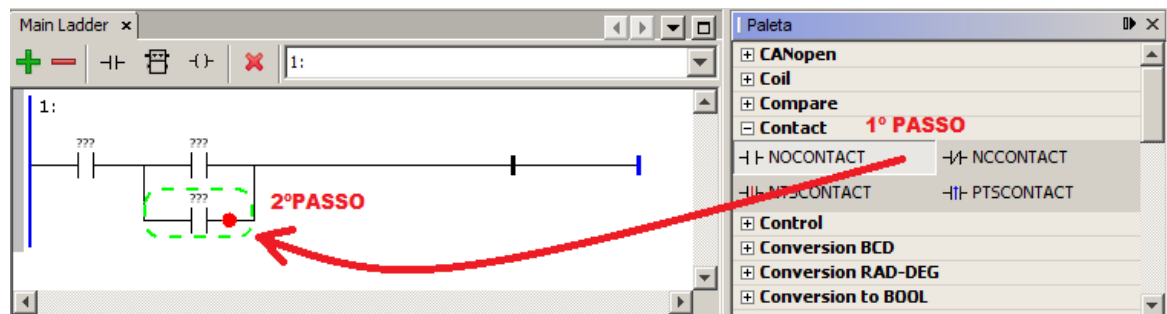 Main Ladder
Paleta
1:
1:
???
???
???
2ºPASSO
CANopen
Coil
Compare
Contact
1º PASSO
NOCONTACT
NCCONTACT
NTSCONTACT
PTSCONTACT
Control
Conversion BCD
Conversion RAD-DEG
Conversion to BOOL